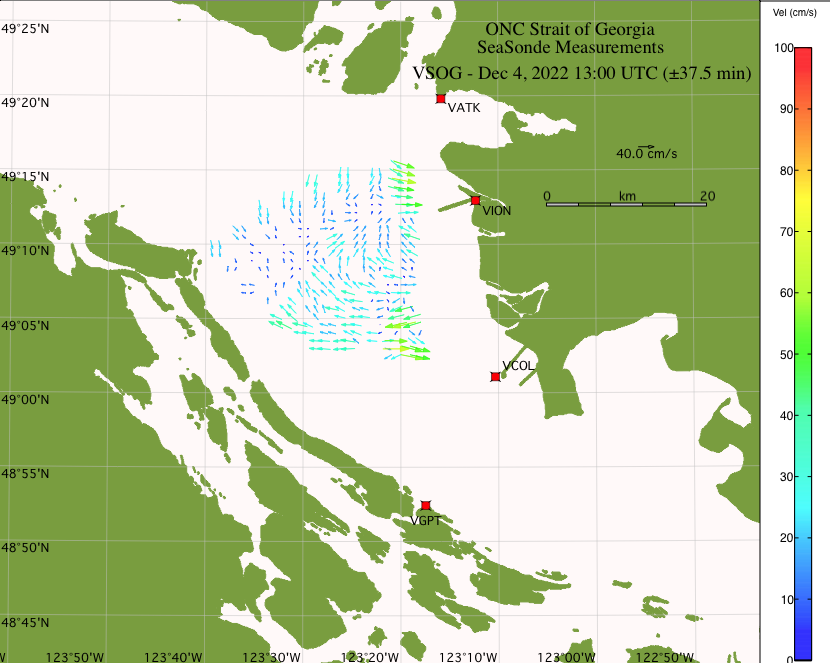 Vel (cm/s)
ONC Strait of Georgia
SeaSonde Measurements
VSOG - Dec 4, 2022 13:00 UTC (±37.5 min)
49°25'N
49°20'N
49°15'N
49°10'N
49°05'N
49°00'N
48°55'N
48°50'N
48°45'N
VATK
40.0 cm/s
0 km 20
VION
VCOL
VGPT
W 123°50'W 123°40'W 123°30'W 123°20'W 123°10'W 123°00'W 122°50'W
100
90
80
70
60
50
40
30
20
10
0